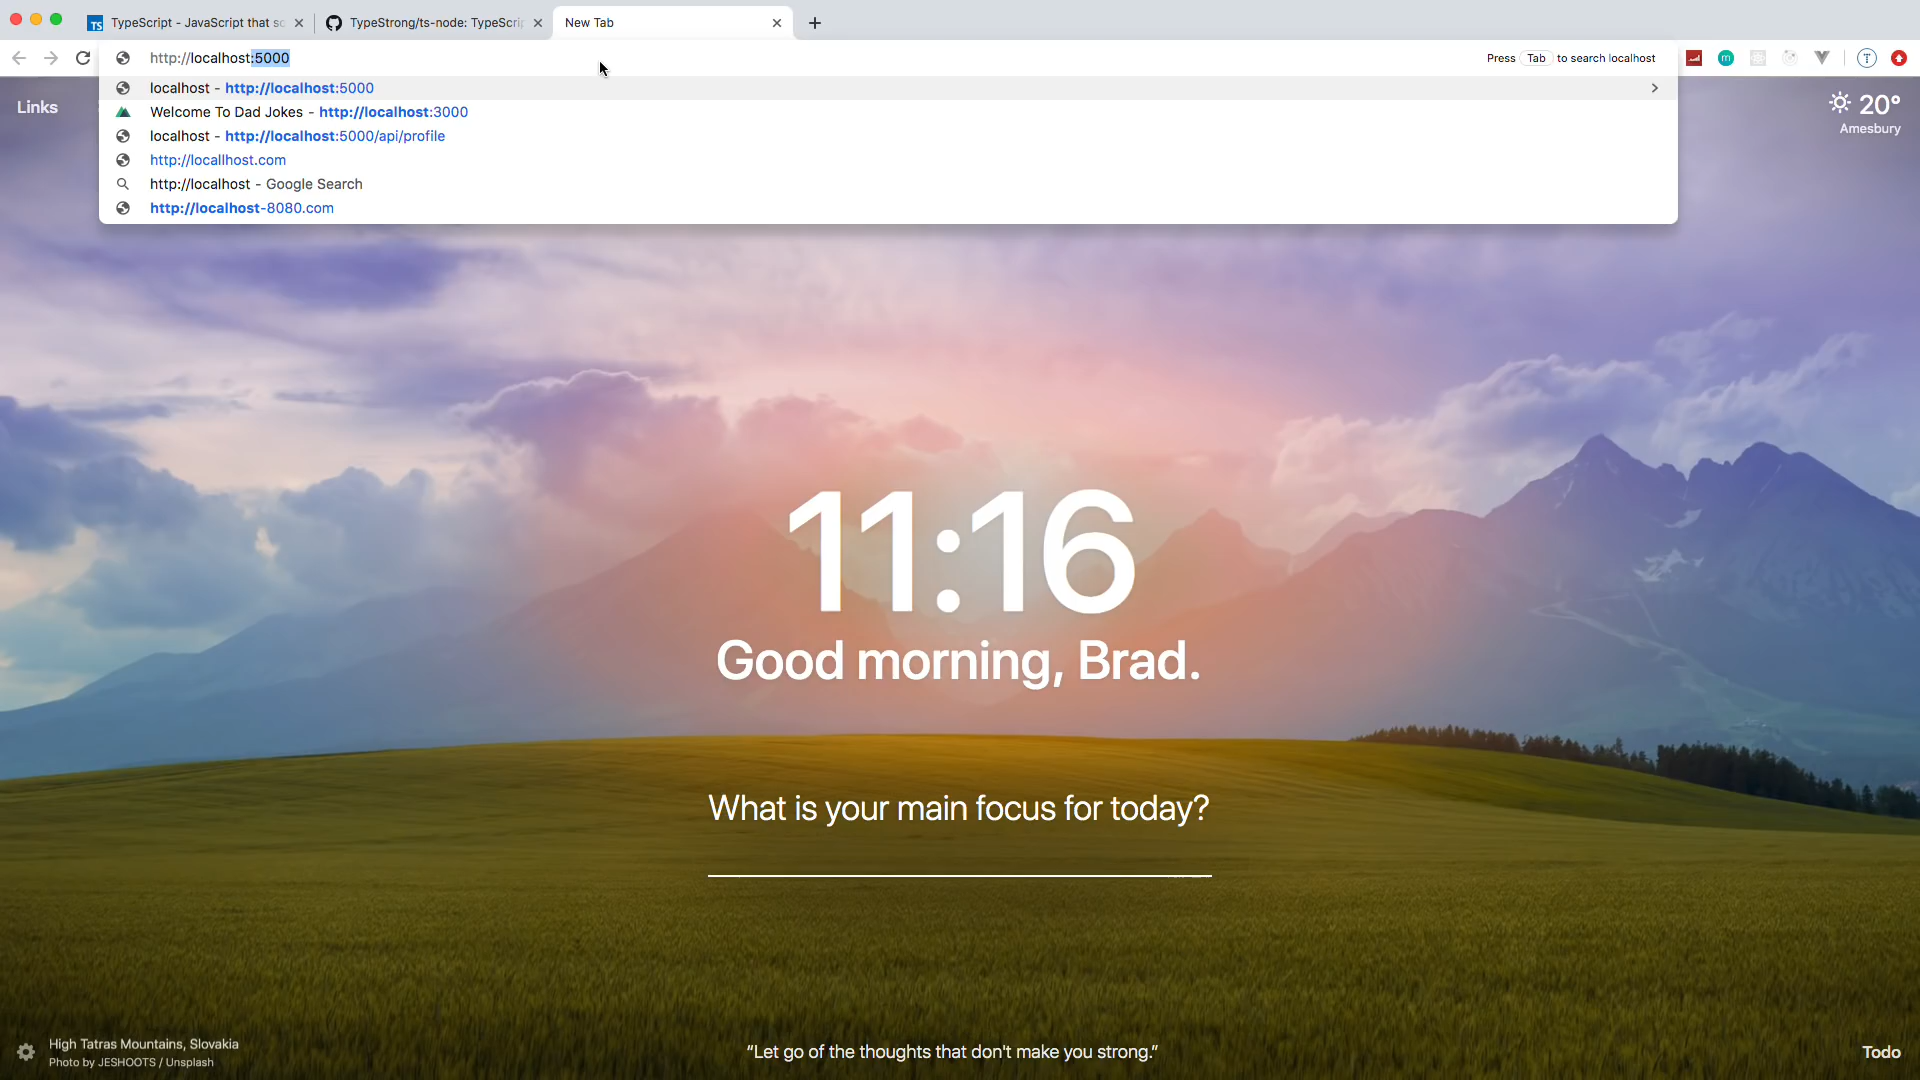 TypeScript - JavaScript that sc
TypeStrong/ts-node: TypeScri
New Tab
http://localhost:5000
Press Tab to search localhost
localhost - http://localhost:5000
Welcome To Dad Jokes - http://localhost:3000
localhost - http://localhost:5000/api/profile
http://locallhost.com
http://localhost - Google Search
http://localhost-8080.com
Links
20°
Amesbury
11:16
Good morning, Brad.
What is your main focus for today?
High Tatras Mountains, Slovakia
Photo by JESHOOTS / Unsplash
“Let go of the thoughts that don't make you strong.”
Todo